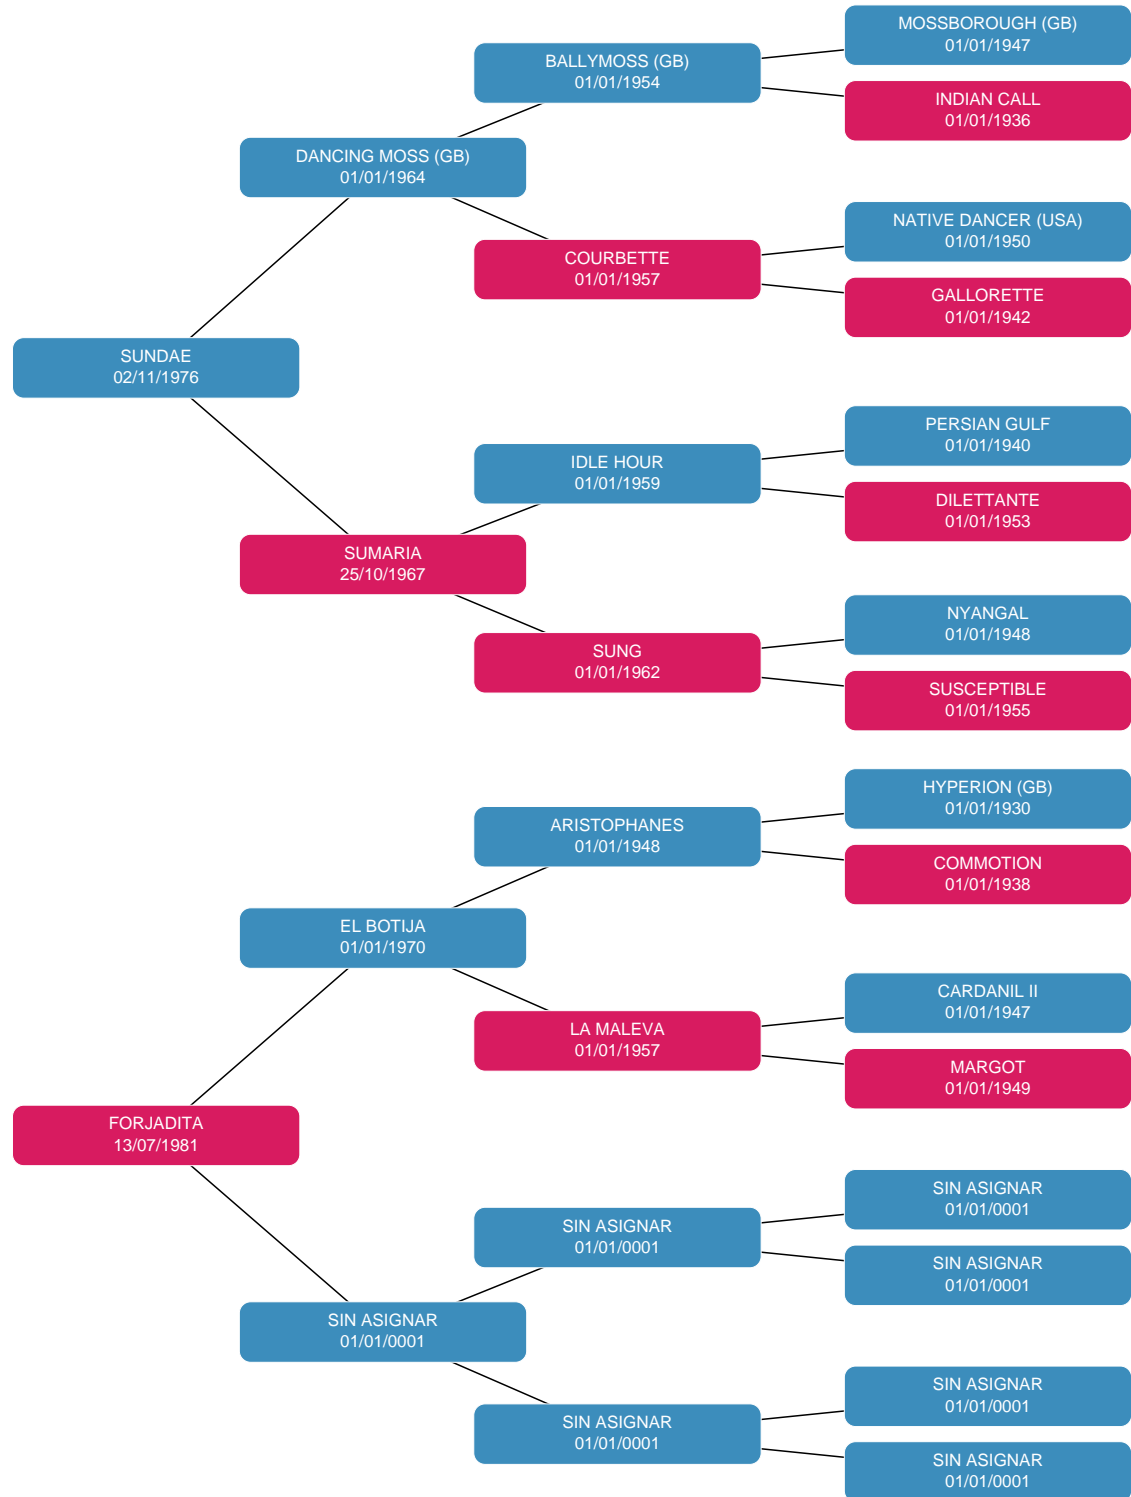 MOSSBOROUGH (GB)
01/01/1947
BALLYMOSS (GB)
01/01/1954
INDIAN CALL
01/01/1936
DANCING MOSS (GB)
01/01/1964
NATIVE DANCER (USA)
01/01/1950
COURBETTE
01/01/1957
GALLORETTE
01/01/1942
SUNDAE
02/11/1976
PERSIAN GULF
01/01/1940
IDLE HOUR
01/01/1959
DILETTANTE
01/01/1953
SUMARIA
25/10/1967
NYANGAL
01/01/1948
SUNG
01/01/1962
SUSCEPTIBLE
01/01/1955
HYPERION (GB)
01/01/1930
ARISTOPHANES
01/01/1948
COMMOTION
01/01/1938
EL BOTIJA
01/01/1970
CARDANIL II
01/01/1947
LA MALEVA
01/01/1957
MARGOT
01/01/1949
FORJADITA
13/07/1981
SIN ASIGNAR
01/01/0001
SIN ASIGNAR
01/01/0001
SIN ASIGNAR
01/01/0001
SIN ASIGNAR
01/01/0001
SIN ASIGNAR
01/01/0001
SIN ASIGNAR
01/01/0001
SIN ASIGNAR
01/01/0001